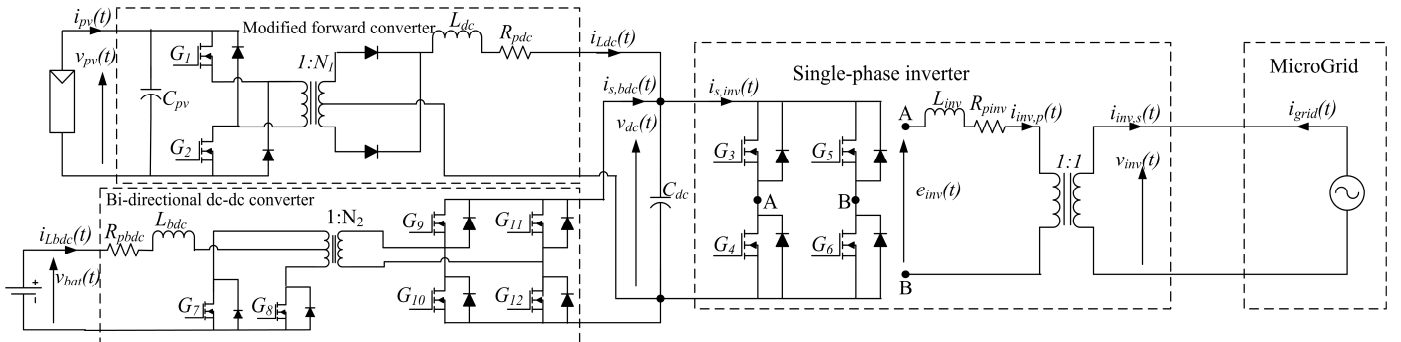 i_pv(t)
Modified forward converter
L_dc
R_pdc
i_Ldc(t)
v_pv(t)
G_1
1:N_1
C_pv
G_2
i_s,bdc(t)
i_s,inv(t)
v_dc(t)
C_dc
Single-phase inverter
G_3
G_5
A
B
G_4
G_6
A
L_inv
R_pinv
i_inv,p(t)
i_inv,s(t)
1:1
e_inv(t)
v_inv(t)
B
MicroGrid
i_grid(t)
Bi-directional dc-dc converter
i_Lbdc(t)
R_pbdc
L_bdc
1:N_2
G_9
G_11
v_bat(t)
+
-
G_7
G_8
G_10
G_12